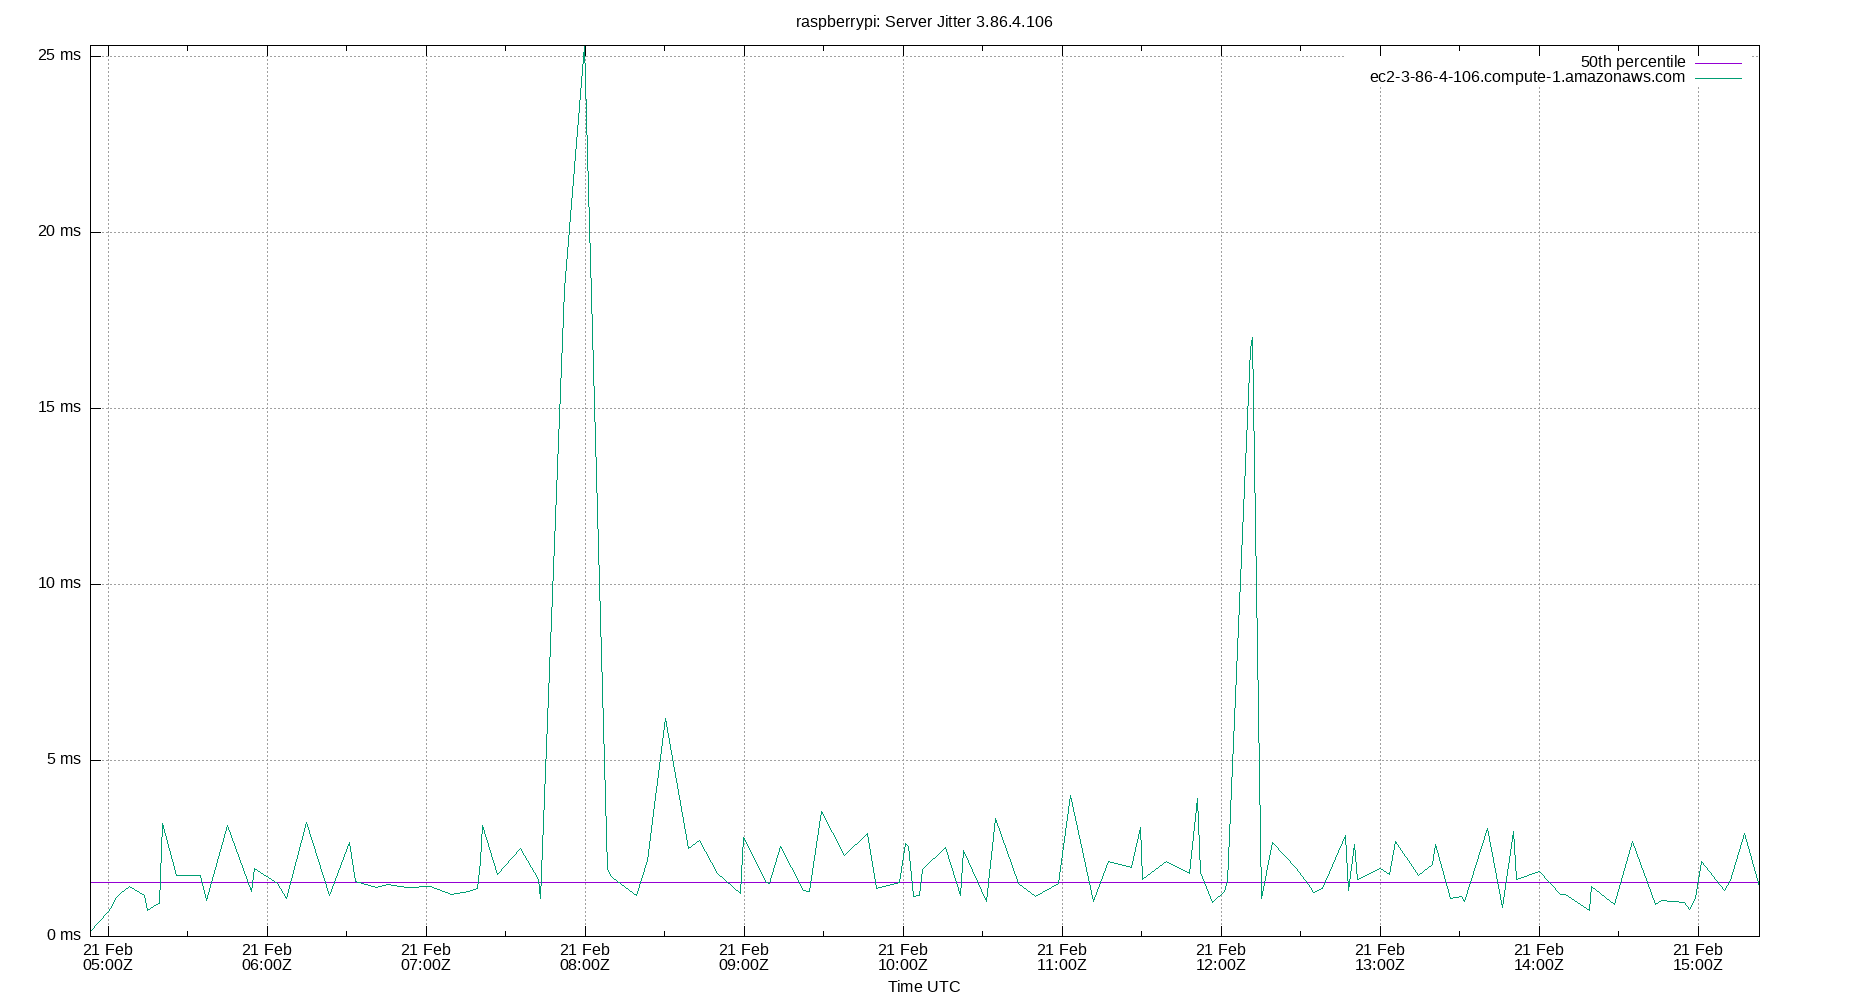 raspberrypi: Server Jitter 3.86.4.106
50th percentile
ec2-3-86-4-106.compute-1.amazonaws.com
25 ms
20 ms
15 ms
10 ms
5 ms
0 ms
21 Feb 21 Feb 21 Feb 21 Feb 21 Feb 21 Feb 21 Feb 21 Feb 21 Feb 21 Feb 21 Feb
05:00Z 06:00Z 07:00Z 08:00Z 09:00Z 10:00Z 11:00Z 12:00Z 13:00Z 14:00Z 15:00Z
Time UTC